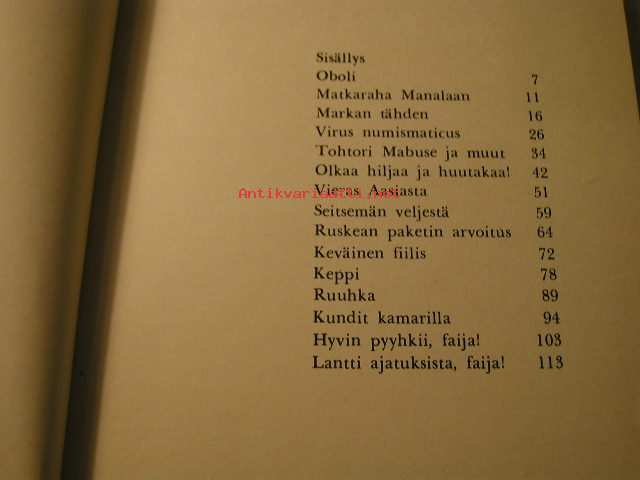 Sisällys
Oboli 7
Matkaraha Manalaan 11
Markan tähden 16
Virus numismaticus 26
Tohtori Mabuse ja muut 34
Olkaa hiljaa ja huutakaa! 42
Vieras Aasiasta 51
Seitsemän veljestä 59
Ruskean paketin arvoitus 64
Keväinen fiilis 72
Keppi 78
Ruuhka 89
Kundit kamarilla 94
Hyvin pyyhkii, faija! 103
Lantti ajatuksista, faija! 113